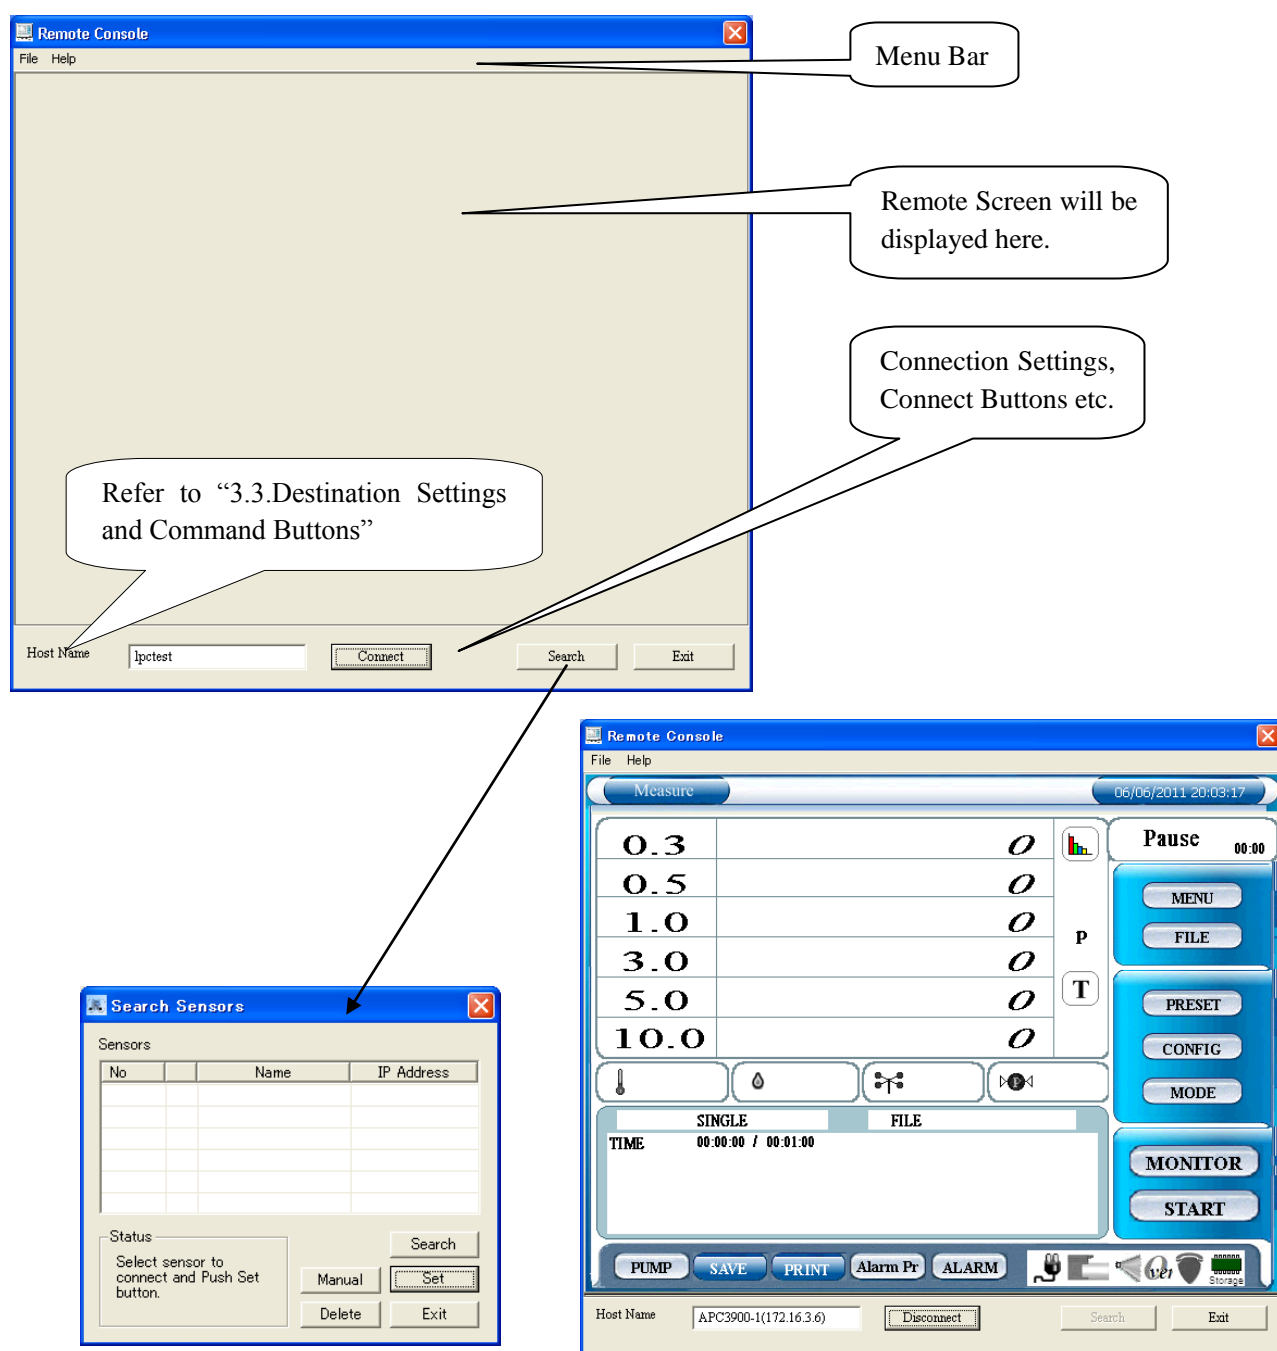 Remote Console
File Help
Menu Bar
Remote Screen will be
displayed here.
Connection Settings,
Connect Buttons etc.
Refer to “3.3.Destination Settings
and Command Buttons”
Host Name lpctest Connect Search Exit
Search Sensors
Sensors
No Name IP Address
Status
Select sensor to
connect and Push Set
button.
Search
Manual Set
Delete Exit
Remote Console
File Help
Measure 06/06/2011 20:03:17
0.3 0
0.5 0
1.0 0
3.0 0
5.0 0
10.0 0
P
T
Pause 00:00
MENU
FILE
PRESET
CONFIG
MODE
MONITOR
START
P
SINGLE FILE
TIME 00:00:00 / 00:01:00
PUMP SAVE PRINT Alarm Pr ALARM
Storage
Host Name APC3900-1(172.16.3.6) Disconnect Search Exit